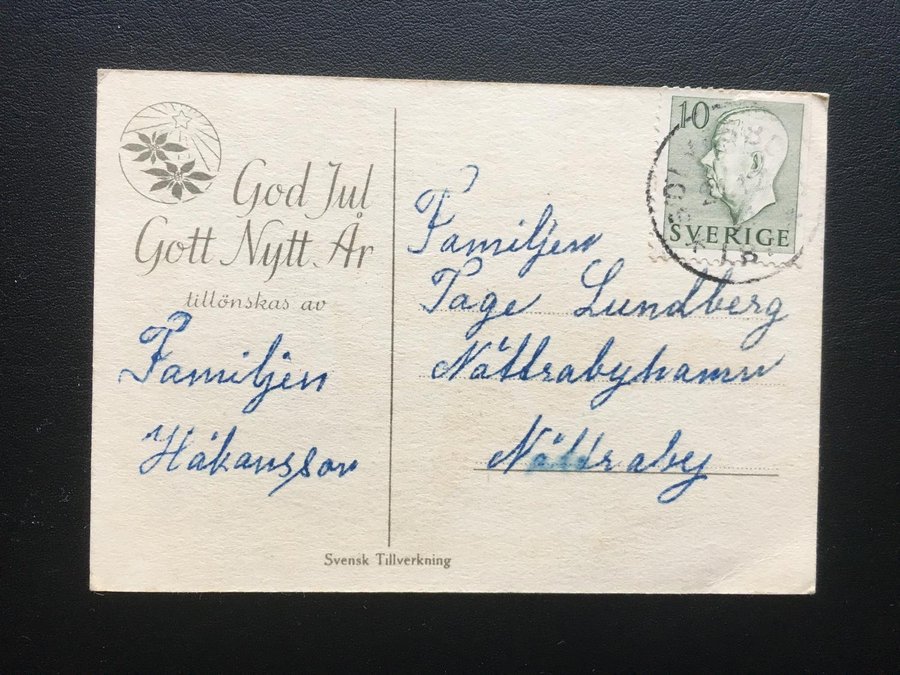 God Jul
Gott Nytt År
tillönskas av
Familjen
Håkansson
Svensk Tillverkning
10
SVERIGE
Familjen
Tage Lundberg
Nättrabyhamn
Nättraby